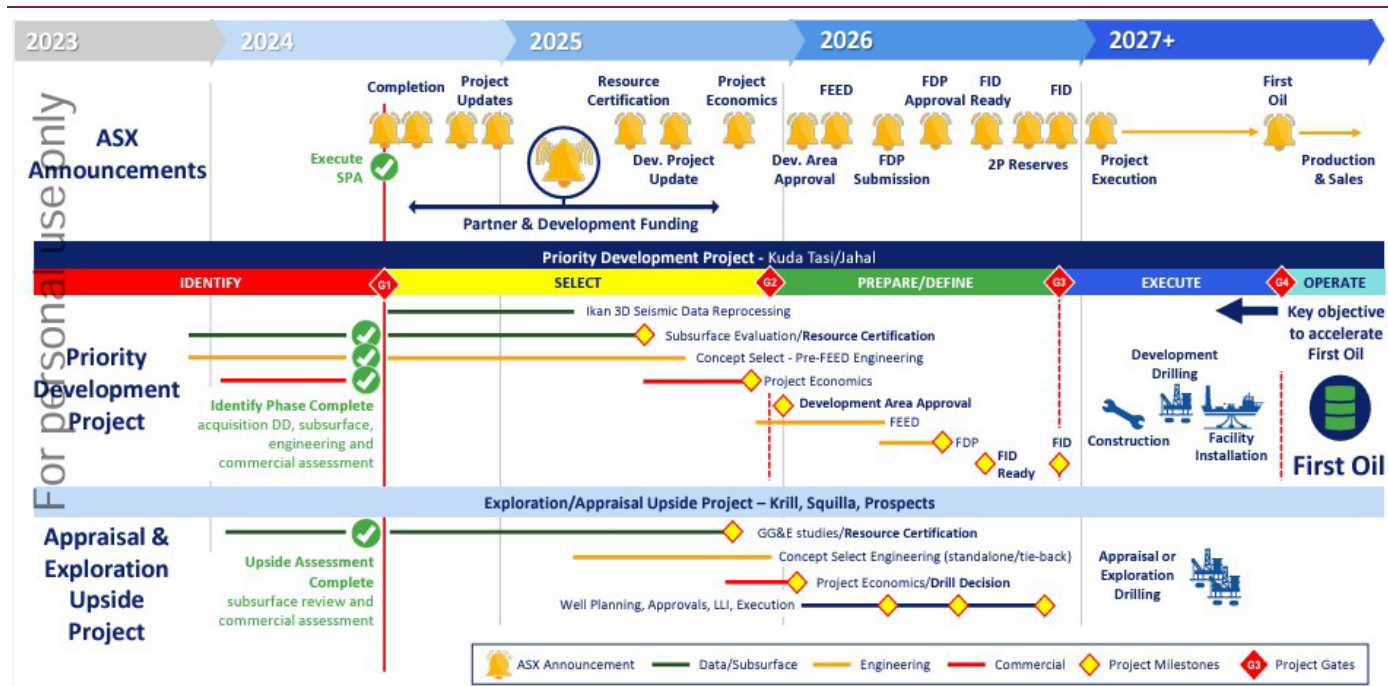 For personal use only
2023
2024
2025
2026
2027+
ASX
Announcements
Completion
Project
Updates
Resource
Certification
Project
Economics
FEED
FDP
Approval
FID
Ready
FID
First
Oil
Execute
SPA
Dev. Project
Update
Dev. Area
Approval
FDP
Submission
2P Reserves
Project
Execution
Production
& Sales
Partner & Development Funding
Priority Development Project - Kuda Tasi/Jahal
IDENTIFY
G1
SELECT
G2
PREPARE/DEFINE
G3
EXECUTE
G4
OPERATE
Priority
Development
Project
Ikan 3D Seismic Data Reprocessing
Subsurface Evaluation/Resource Certification
Concept Select - Pre-FEED Engineering
Project Economics
Identify Phase Complete
acquisition DD, subsurface,
engineering and
commercial assessment
Development Area Approval
FEED
FDP
FID
Ready
FID
Key objective
to accelerate
First Oil
Development
Drilling
Construction
Facility
Installation
First Oil
Exploration/Appraisal Upside Project – Krill, Squilla, Prospects
Appraisal &
Exploration
Upside
Project
Upside Assessment
Complete
subsurface review and
commercial assessment
GG&E studies/Resource Certification
Concept Select Engineering (standalone/tie-back)
Project Economics/Drill Decision
Well Planning, Approvals, LLI, Execution
Appraisal or
Exploration
Drilling
ASX Announcement
Data/Subsurface
Engineering
Commercial
Project Milestones
G3
Project Gates